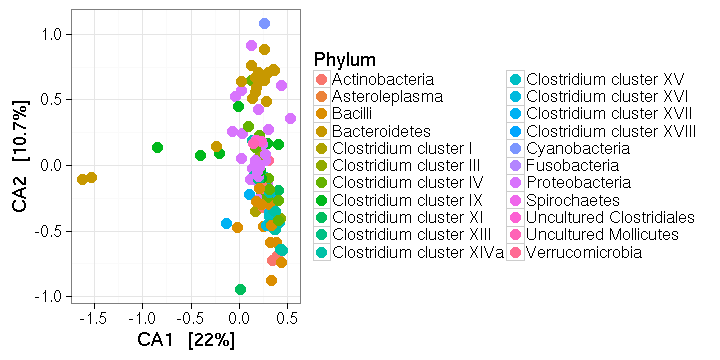 Phylum
Actinobacteria
Asteroleplasma
Bacilli
Bacteroidetes
Clostridium cluster I
Clostridium cluster III
Clostridium cluster IV
Clostridium cluster IX
Clostridium cluster XI
Clostridium cluster XIII
Clostridium cluster XIVa
Clostridium cluster XV
Clostridium cluster XVI
Clostridium cluster XVII
Clostridium cluster XVIII
Cyanobacteria
Fusobacteria
Proteobacteria
Spirochaetes
Uncultured Clostridiales
Uncultured Mollicutes
Verrucomicrobia
CA2 [10.7%]
1.0
0.5
0.0
-0.5
-1.0
-1.5 -1.0 -0.5 0.0 0.5
CA1 [22%]